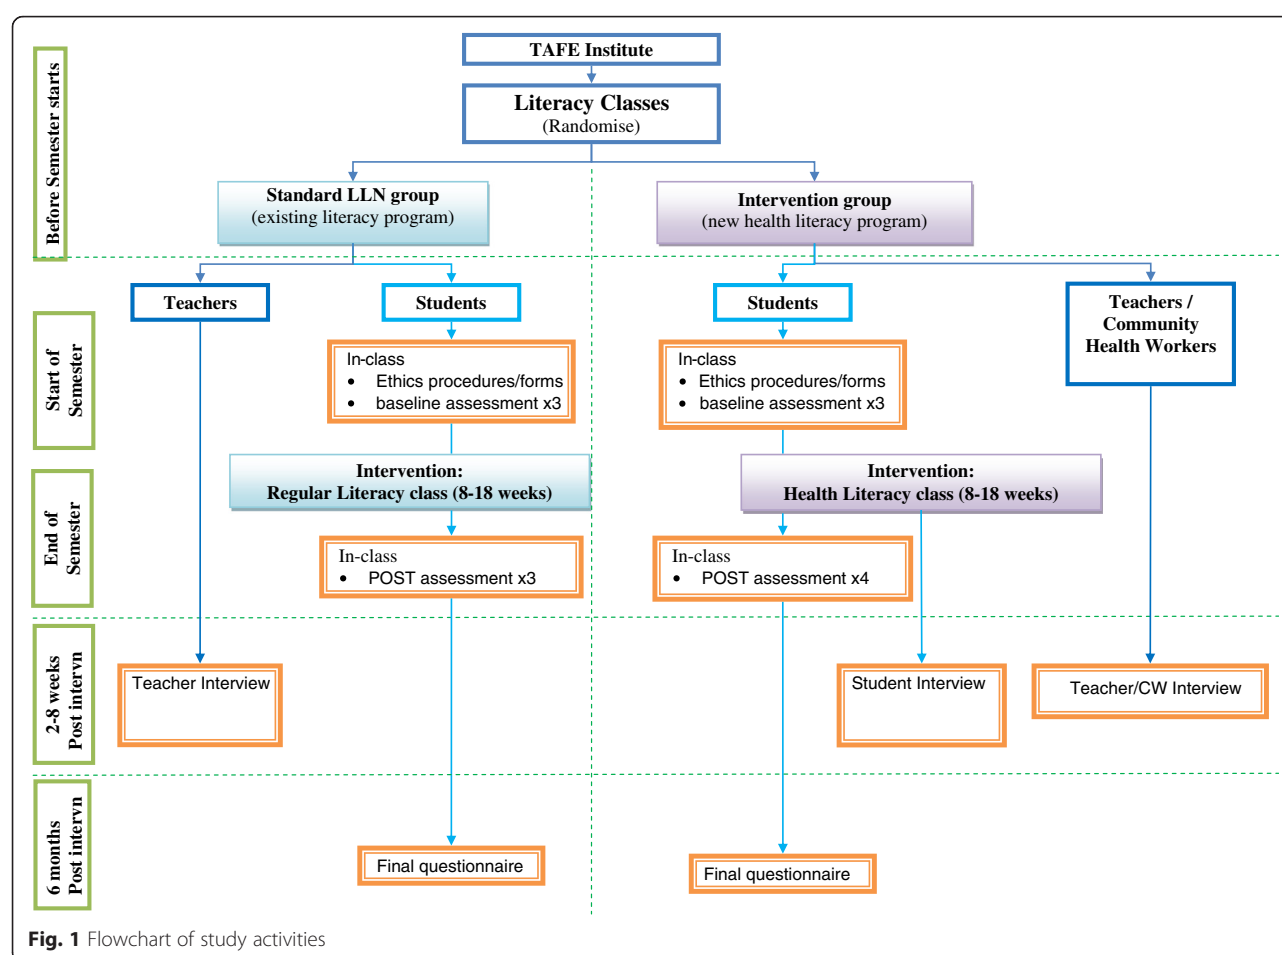 TAFE Institute
Literacy Classes
(Randomise)
Before Semester starts
Standard LLN group
(existing literacy program)
Intervention group
(new health literacy program)
Start of
Semester
Teachers
Students
Students
Teachers /
Community
Health Workers
In-class
• Ethics procedures/forms
• baseline assessment x3
In-class
• Ethics procedures/forms
• baseline assessment x3
Intervention:
Regular Literacy class (8-18 weeks)
Intervention:
Health Literacy class (8-18 weeks)
End of
Semester
In-class
• POST assessment x3
In-class
• POST assessment x4
2-8 weeks
Post intervn
Teacher Interview
Student Interview
Teacher/CW Interview
6 months
Post intervn
Final questionnaire
Final questionnaire
Fig. 1 Flowchart of study activities